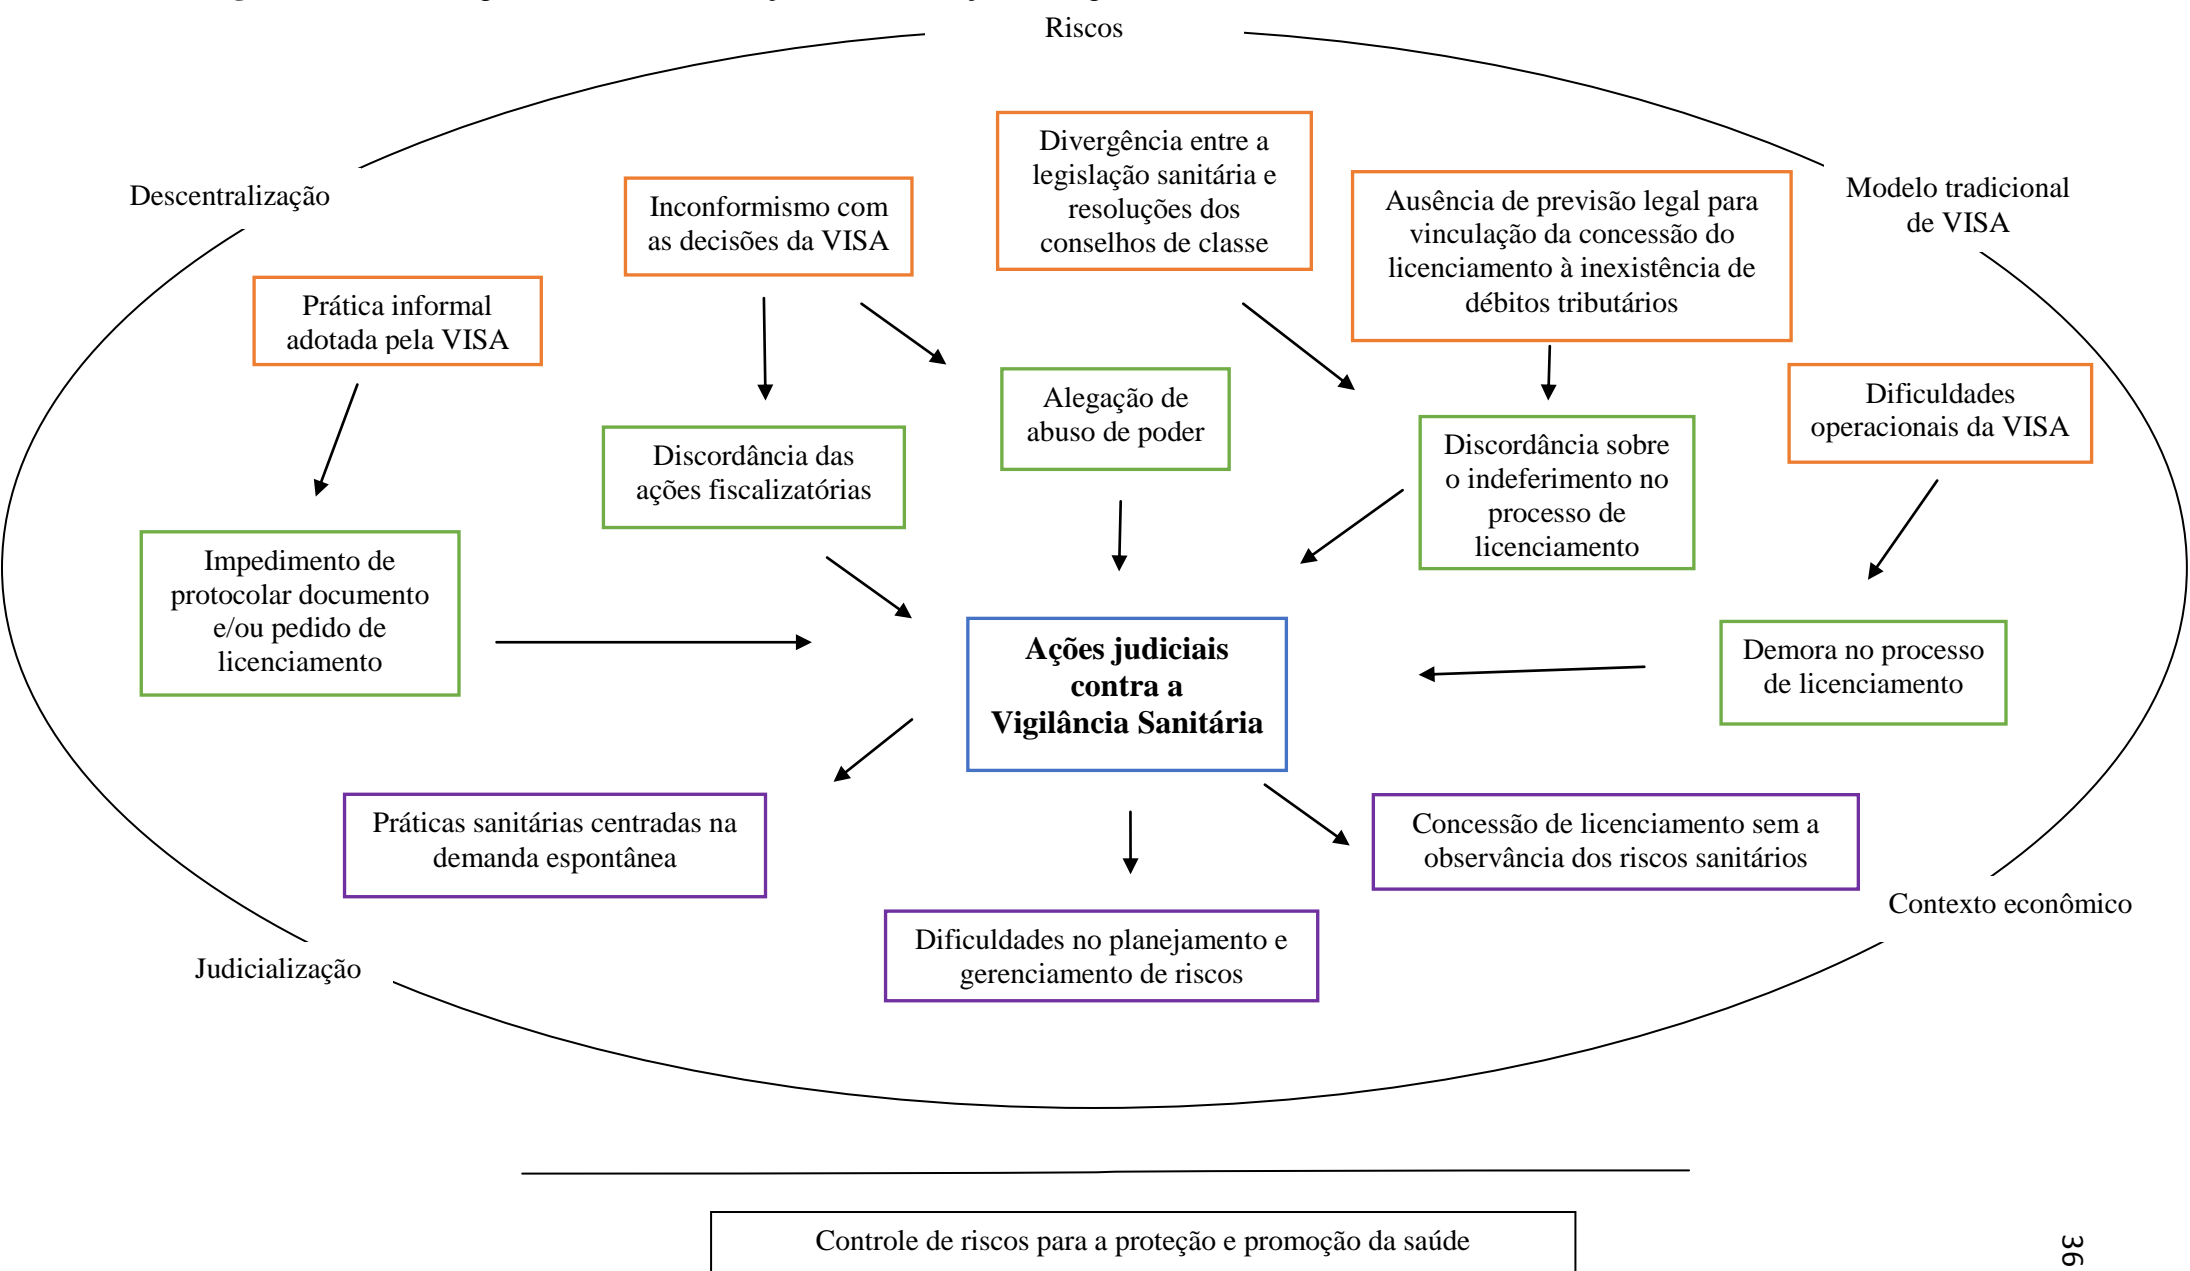 Riscos
Descentralização
Modelo tradicional
de VISA
Divergência entre a
legislação sanitária e
resoluções dos
conselhos de classe
Inconformismo com
as decisões da VISA
Ausência de previsão legal para
vinculação da concessão do
licenciamento à inexistência de
débitos tributários
Prática informal
adotada pela VISA
Dificuldades
operacionais da VISA
Alegação de
abuso de poder
Discordância das
ações fiscalizatórias
Discordância sobre
o indeferimento no
processo de
licenciamento
Impedimento de
protocolar documento
e/ou pedido de
licenciamento
Ações judiciais
contra a
Vigilância Sanitária
Demora no processo
de licenciamento
Práticas sanitárias centradas na
demanda espontânea
Concessão de licenciamento sem a
observância dos riscos sanitários
Dificuldades no planejamento e
gerenciamento de riscos
Contexto econômico
Judicialização
Controle de riscos para a proteção e promoção da saúde
36